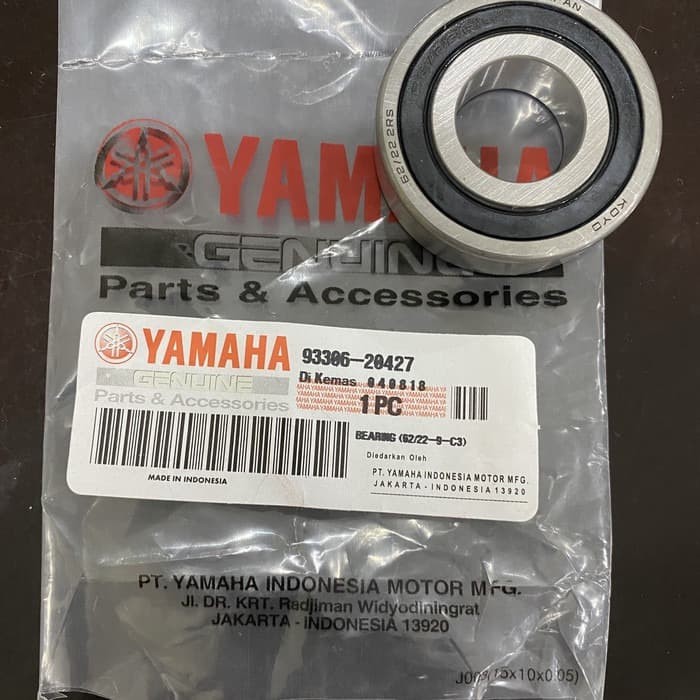 JAPAN
62/22 2RS
KOYO
YAMAHA
GENUINE
Parts & Accessories
YAMAHA
GENUINE
Parts & Accessories
93306-20427
Di Kemas 040818
1PC
BEARING(62/22-9-C3)
Diedarkan Oleh
PT. YAMAHA INDONESIA MOTOR MFG.
JAKARTA - INDONESIA 13920
MADE IN INDONESIA
PT. YAMAHA INDONESIA MOTOR MFG.
Jl. DR. KRT. Radjiman Widyodiningrat
JAKARTA - INDONESIA 13920